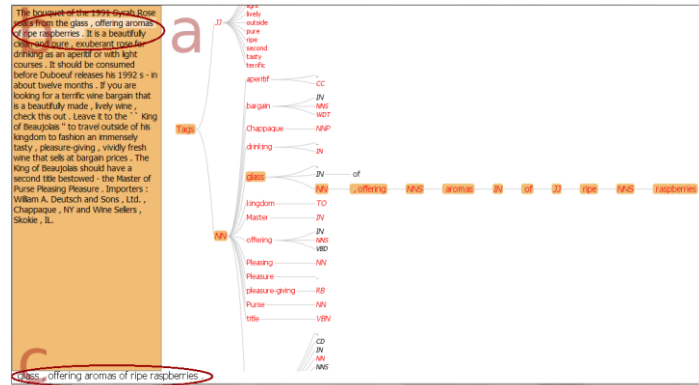 The bouquet of the 1991 Syrah Rose
soars from the glass , offering aromas
of ripe raspberries . It is a beautifully
clean and pure , exuberant rose for
drinking as an aperitif or with light
courses . It should be consumed
before Duboeuf releases his 1992 s - in
about twelve months . If you are
looking for a terrific wine bargain that
is a beautifully made , lively wine ,
check this out . Leave it to the `` King
of Beaujolais " to travel outside of his
kingdom to fashion an immensely
tasty , pleasure-giving , vividly fresh
wine that sells at bargain prices . The
King of Beaujolais should have a
second title bestowed - the Master of
Purse Pleasing Pleasure . Importers :
William A. Deutsch and Sons , Ltd. ,
Chappaque , NY and Wine Sellers ,
Skokie , IL.
a
c
glass , offering aromas of ripe raspberries
Tags
JJ
light
lively
outside
pure
ripe
second
tasty
terrific
NN
aperitif
. 
CC
bargain
IN
NNS
WDT
Chappaque NNP
drinking
.
IN
glass
.
IN of
NN , offering NNS aromas IN of JJ ripe NNS raspberries
kingdom TO
Master IN
offering
IN
NNS
VBD
Pleasing NN
Pleasure .
pleasure-giving RB
Purse NN
title VBN
.
CD
IN
NN
NNS